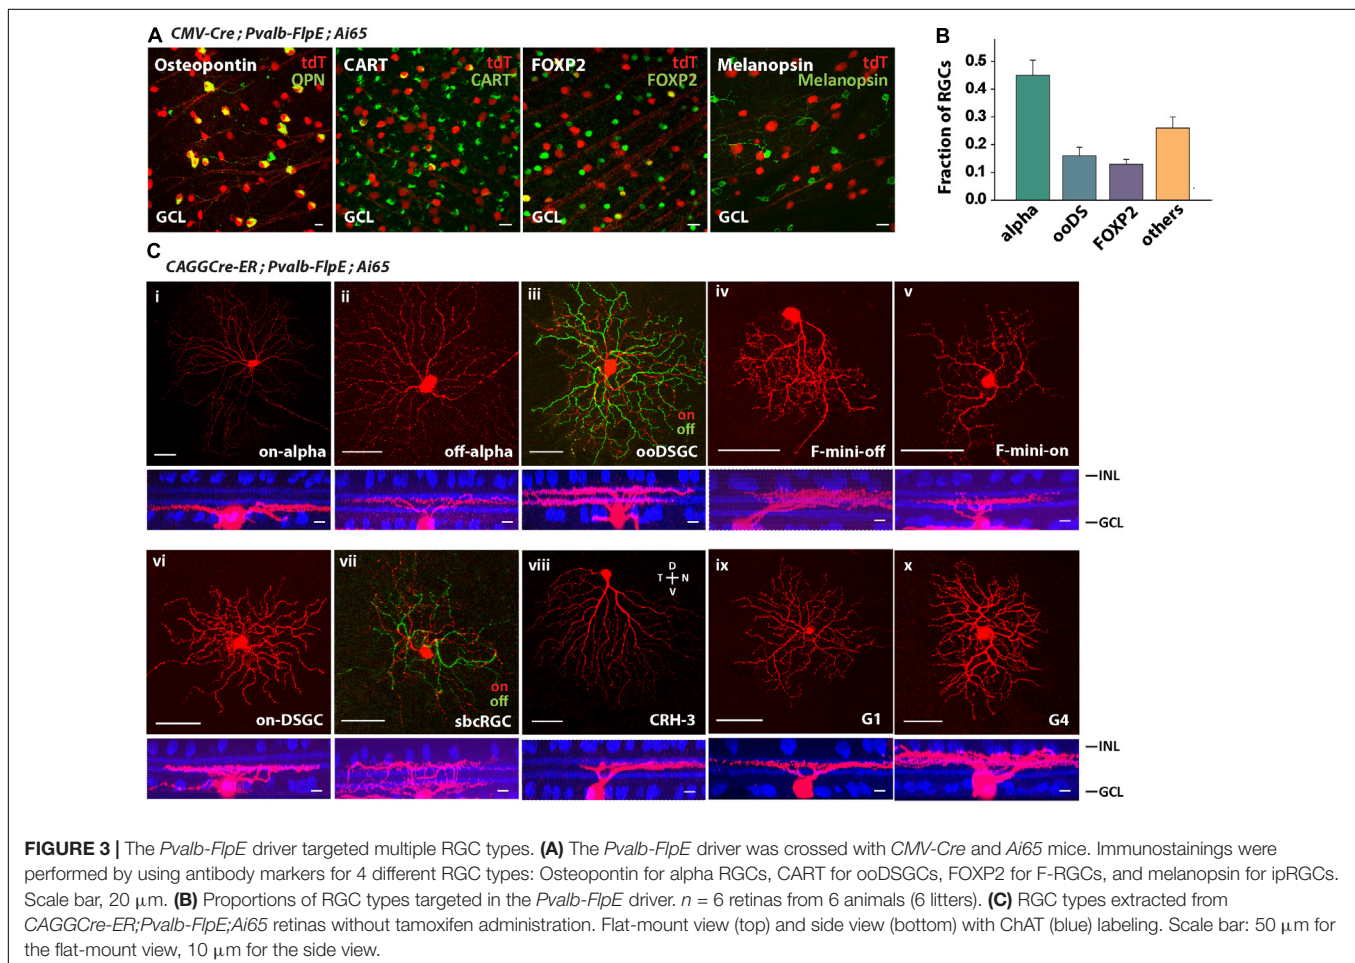 A CMV-Cre ; Pvalb-FlpE ; Ai65
Osteopontin tdT
OPN
GCL
CART tdT
CART
GCL
FOXP2 tdT
FOXP2
GCL
Melanopsin tdT
Melanopsin
GCL
B
Fraction of RGCs
0.5
0.4
0.3
0.2
0.1
0.0
alpha
ooDS
FOXP2
others
C CAGGCre-ER ; Pvalb-FlpE ; Ai65
i
on-alpha
ii
off-alpha
iii
on
off
ooDSGC
iv
F-mini-off
v
F-mini-on
INL
GCL
vi
on-DSGC
vii
on
off
sbcRGC
viii
D
T N
V
CRH-3
ix
G1
x
G4
INL
GCL
FIGURE 3 | The Pvalb-FlpE driver targeted multiple RGC types. (A) The Pvalb-FlpE driver was crossed with CMV-Cre and Ai65 mice. Immunostainings were
performed by using antibody markers for 4 different RGC types: Osteopontin for alpha RGCs, CART for ooDSGCs, FOXP2 for F-RGCs, and melanopsin for ipRGCs.
Scale bar, 20 μm. (B) Proportions of RGC types targeted in the Pvalb-FlpE driver. n = 6 retinas from 6 animals (6 litters). (C) RGC types extracted from
CAGGCre-ER;Pvalb-FlpE;Ai65 retinas without tamoxifen administration. Flat-mount view (top) and side view (bottom) with ChAT (blue) labeling. Scale bar: 50 μm for
the flat-mount view, 10 μm for the side view.